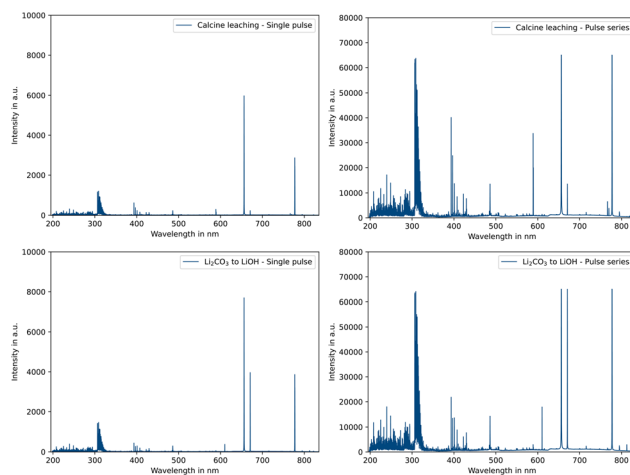 10000
8000
6000
4000
2000
0
200 300 400 500 600 700 800
Wavelength in nm
Intensity in a.u.
Calcine leaching - Single pulse
80000
70000
60000
50000
40000
30000
20000
10000
0
200 300 400 500 600 700 800
Wavelength in nm
Intensity in a.u.
Calcine leaching - Pulse series
10000
8000
6000
4000
2000
0
200 300 400 500 600 700 800
Wavelength in nm
Intensity in a.u.
Li₂CO₃ to LiOH - Single pulse
80000
70000
60000
50000
40000
30000
20000
10000
0
200 300 400 500 600 700 800
Wavelength in nm
Intensity in a.u.
Li₂CO₃ to LiOH - Pulse series